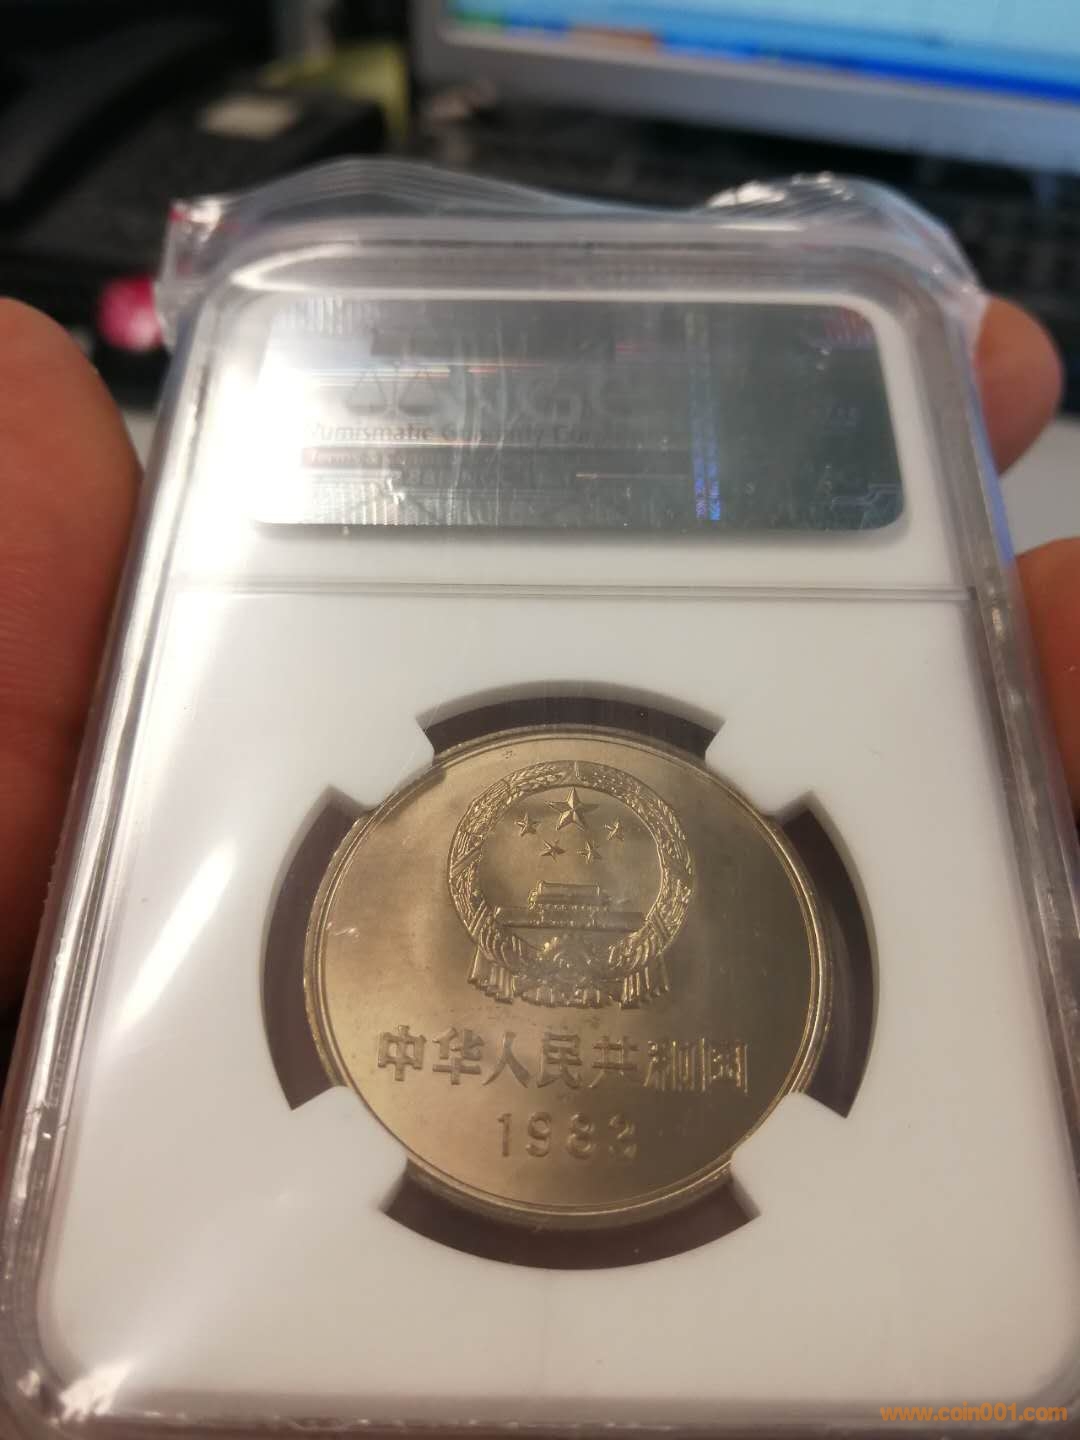 Numismatic Guaranty Corporation
中华人民共和国
1983
www.coin001.com